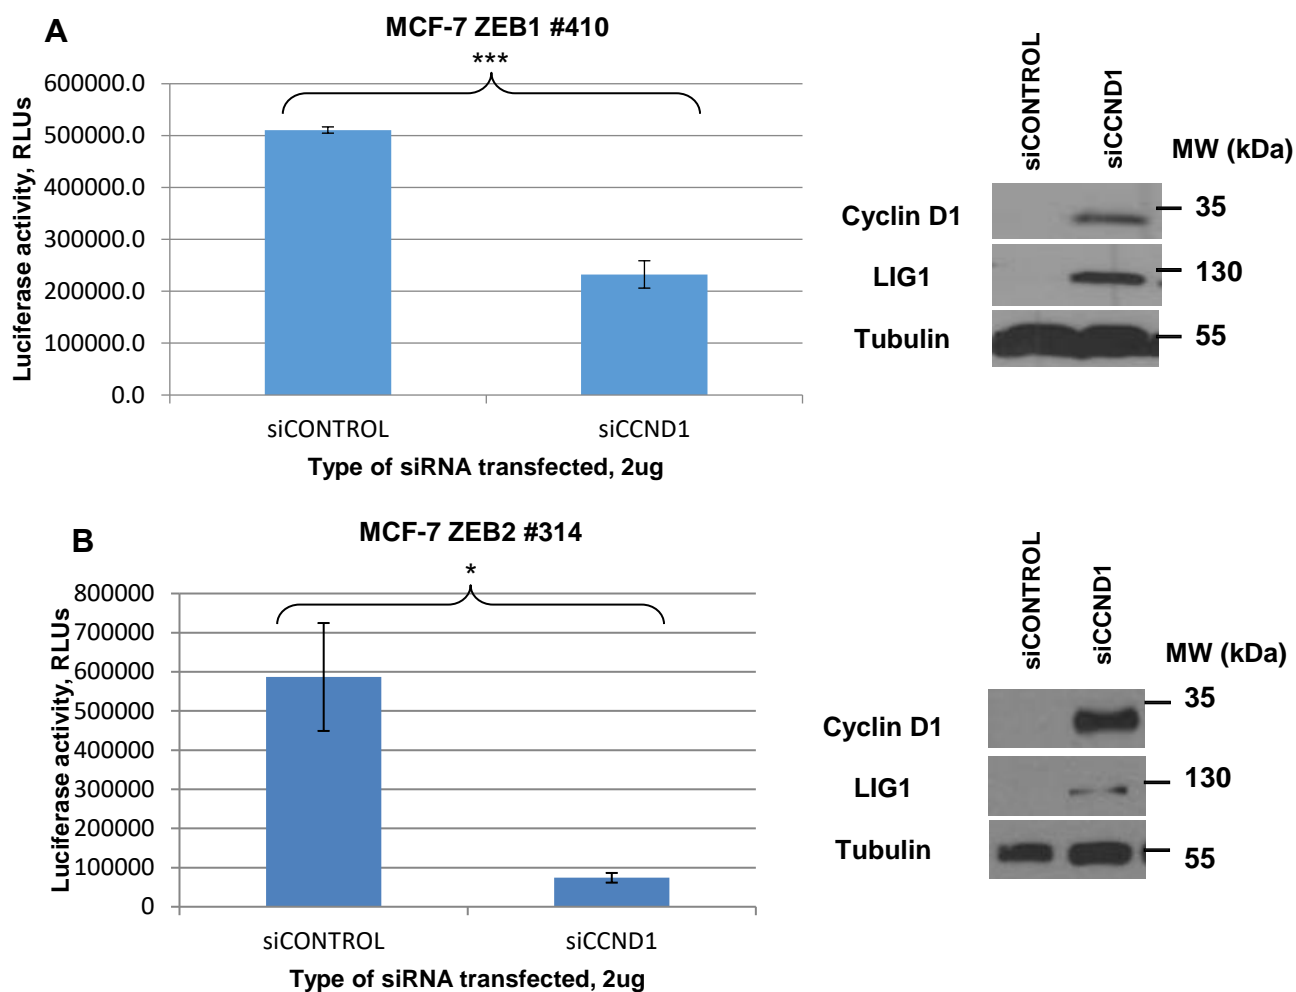 A
MCF-7 ZEB1 #410
***
Luciferase activity, RLUs
600000.0
500000.0
400000.0
300000.0
200000.0
100000.0
0.0
siCONTROL siCCND1
Type of siRNA transfected, 2ug
siCONTROL
siCCND1
MW (kDa)
Cyclin D1
35
LIG1
130
Tubulin
55
B
MCF-7 ZEB2 #314
*
Luciferase activity, RLUs
800000
700000
600000
500000
400000
300000
200000
100000
0
siCONTROL siCCND1
Type of siRNA transfected, 2ug
siCONTROL
siCCND1
MW (kDa)
Cyclin D1
35
LIG1
130
Tubulin
55